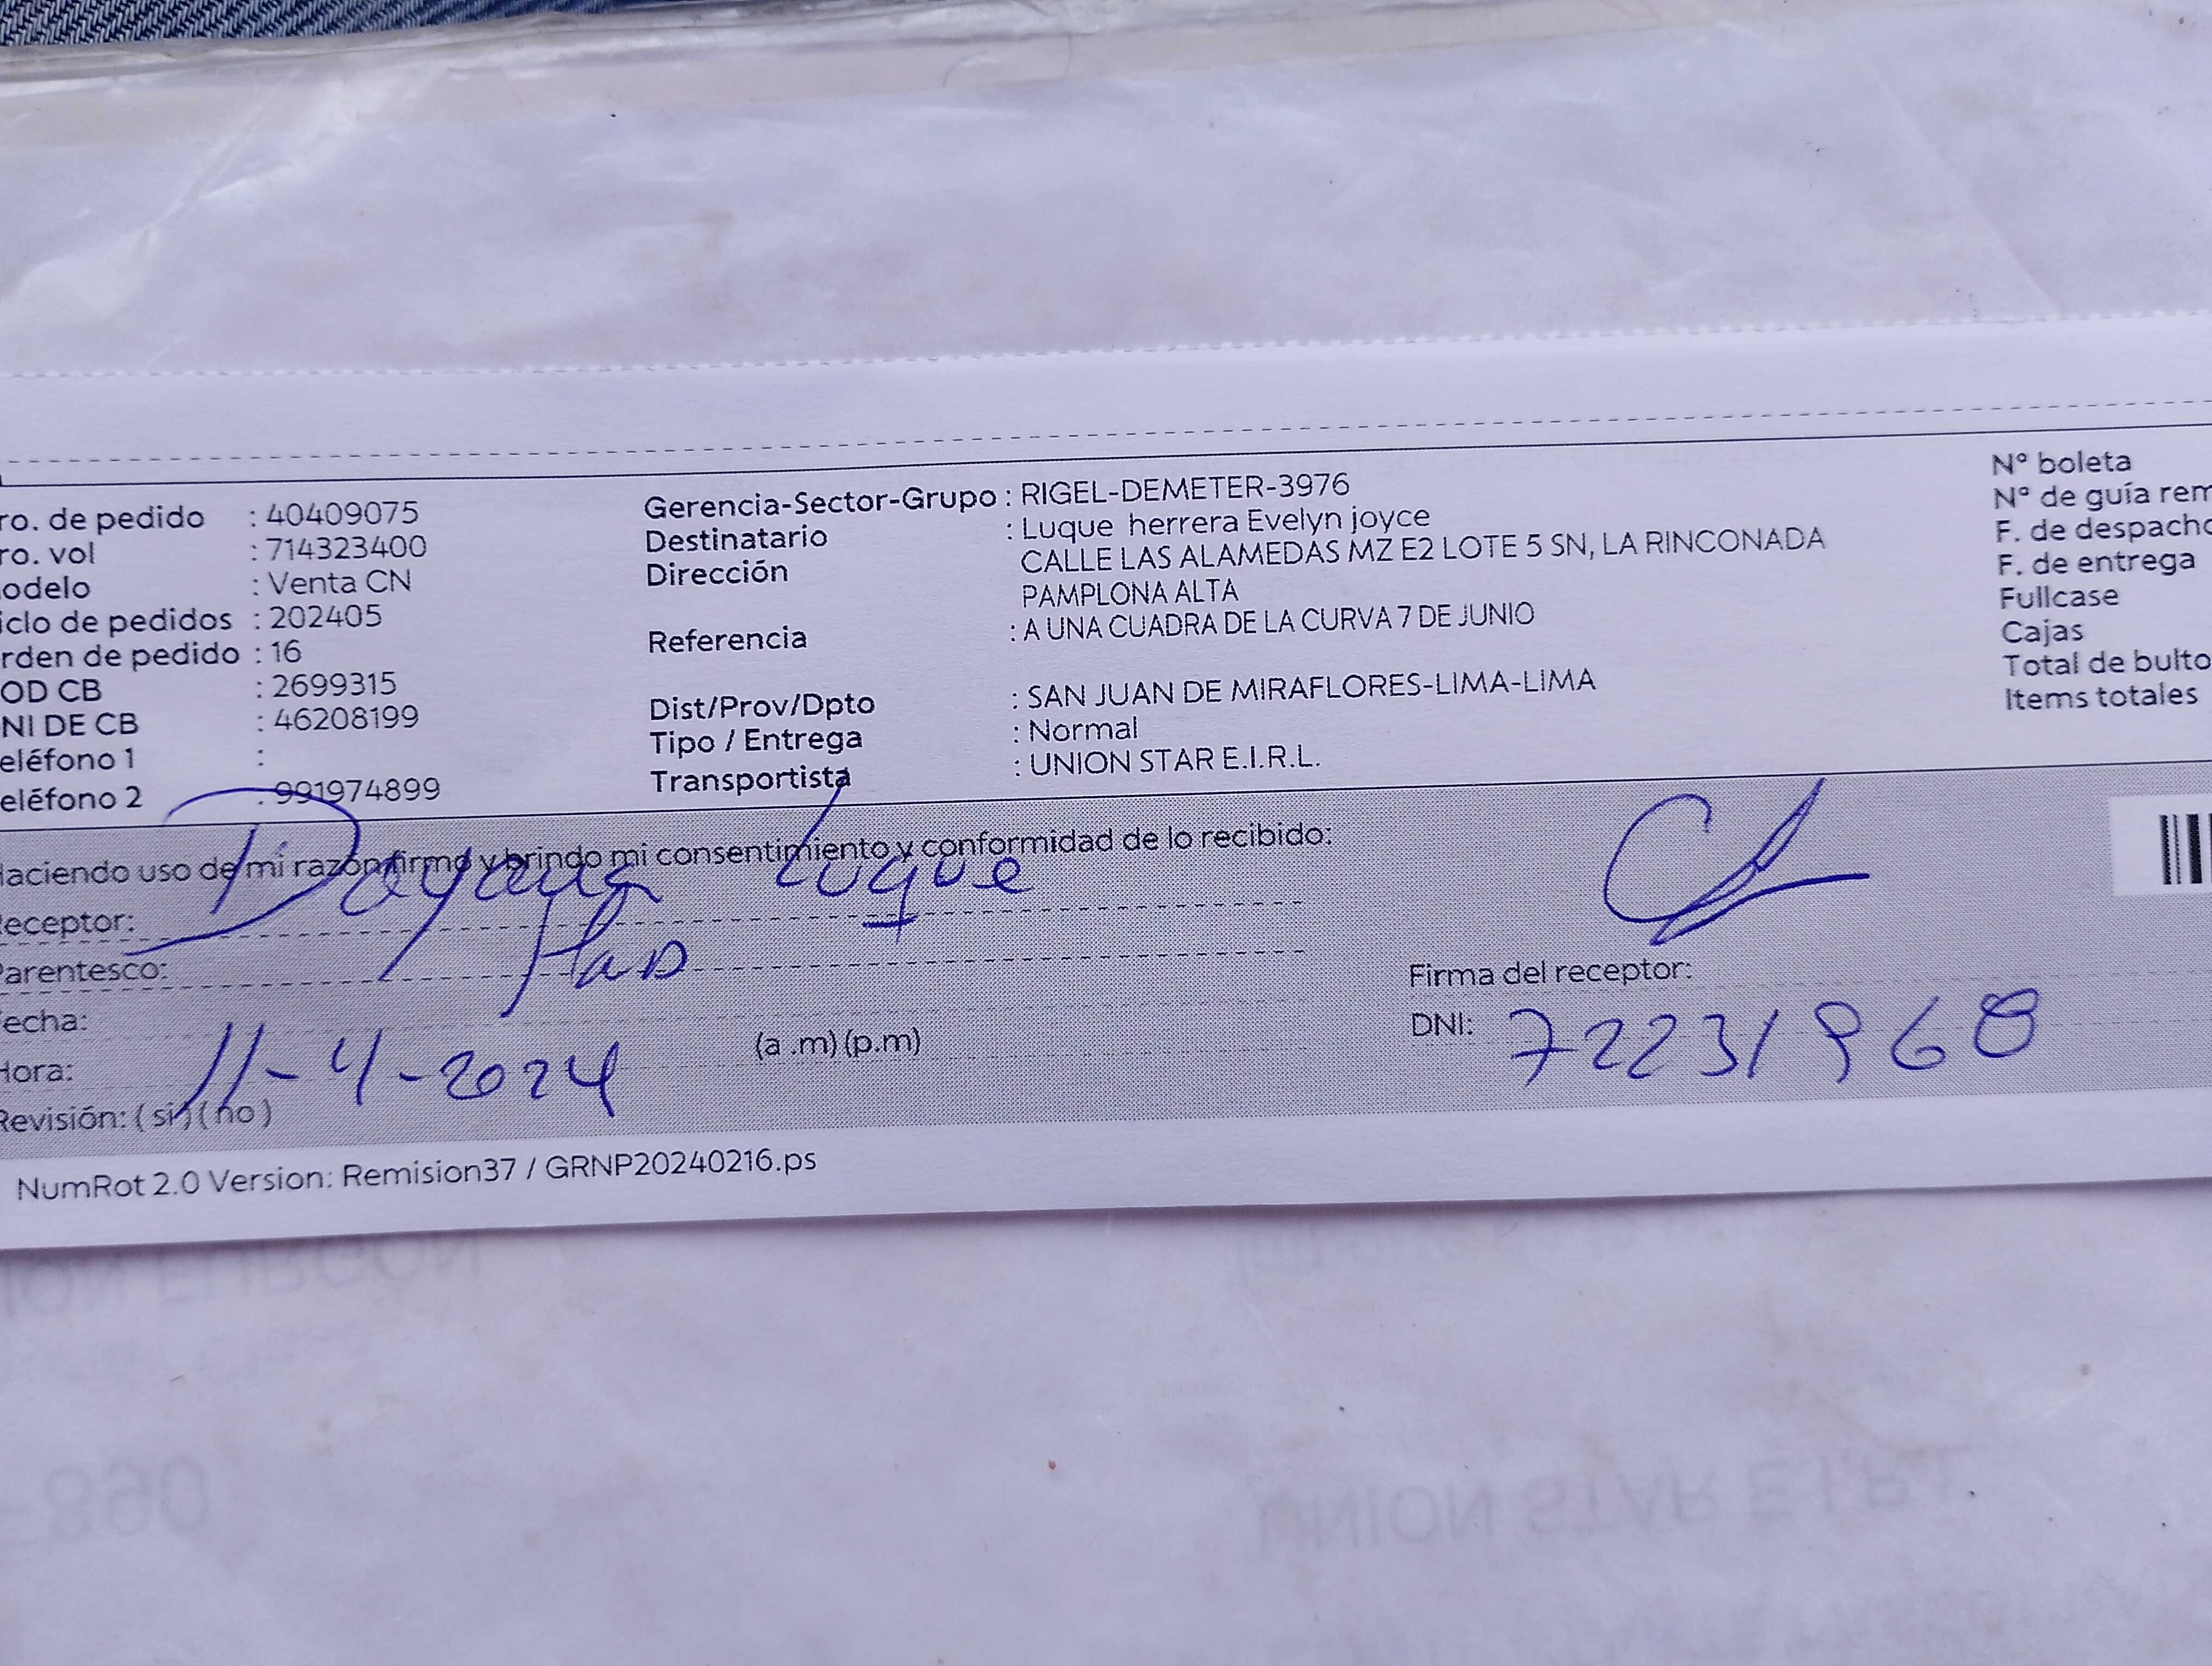 ro. de pedido : 40409075
ro. vol : 714323400
odelo : Venta CN
iclo de pedidos : 202405
rden de pedido : 16
OD CB : 2699315
NI DE CB : 46208199
eléfono 1 :
eléfono 2 : 991974899
Gerencia-Sector-Grupo : RIGEL-DEMETER-3976
Destinatario : Luque herrera Evelyn joyce
Dirección CALLE LAS ALAMEDAS MZ E2 LOTE 5 SN, LA RINCONADA
PAMPLONA ALTA
Referencia : A UNA CUADRA DE LA CURVA 7 DE JUNIO
Dist/Prov/Dpto : SAN JUAN DE MIRAFLORES-LIMA-LIMA
Tipo / Entrega : Normal
Transportista : UNION STAR E.I.R.L.
N° boleta
N° de guía rem
F. de despacho
F. de entrega
Fullcase
Cajas
Total de bulto
Items totales
Haciendo uso de mi razón firmo y brindo mi consentimiento y conformidad de lo recibido:
Receptor: Dayana Luque
Parentesco:
Fecha:
Hora: 11-4-2024 (a .m) (p.m)
Revisión: ( si ) ( no )
Firma del receptor:
DNI: 72231968
NumRot 2.0 Version: Remision37 / GRNP20240216.ps